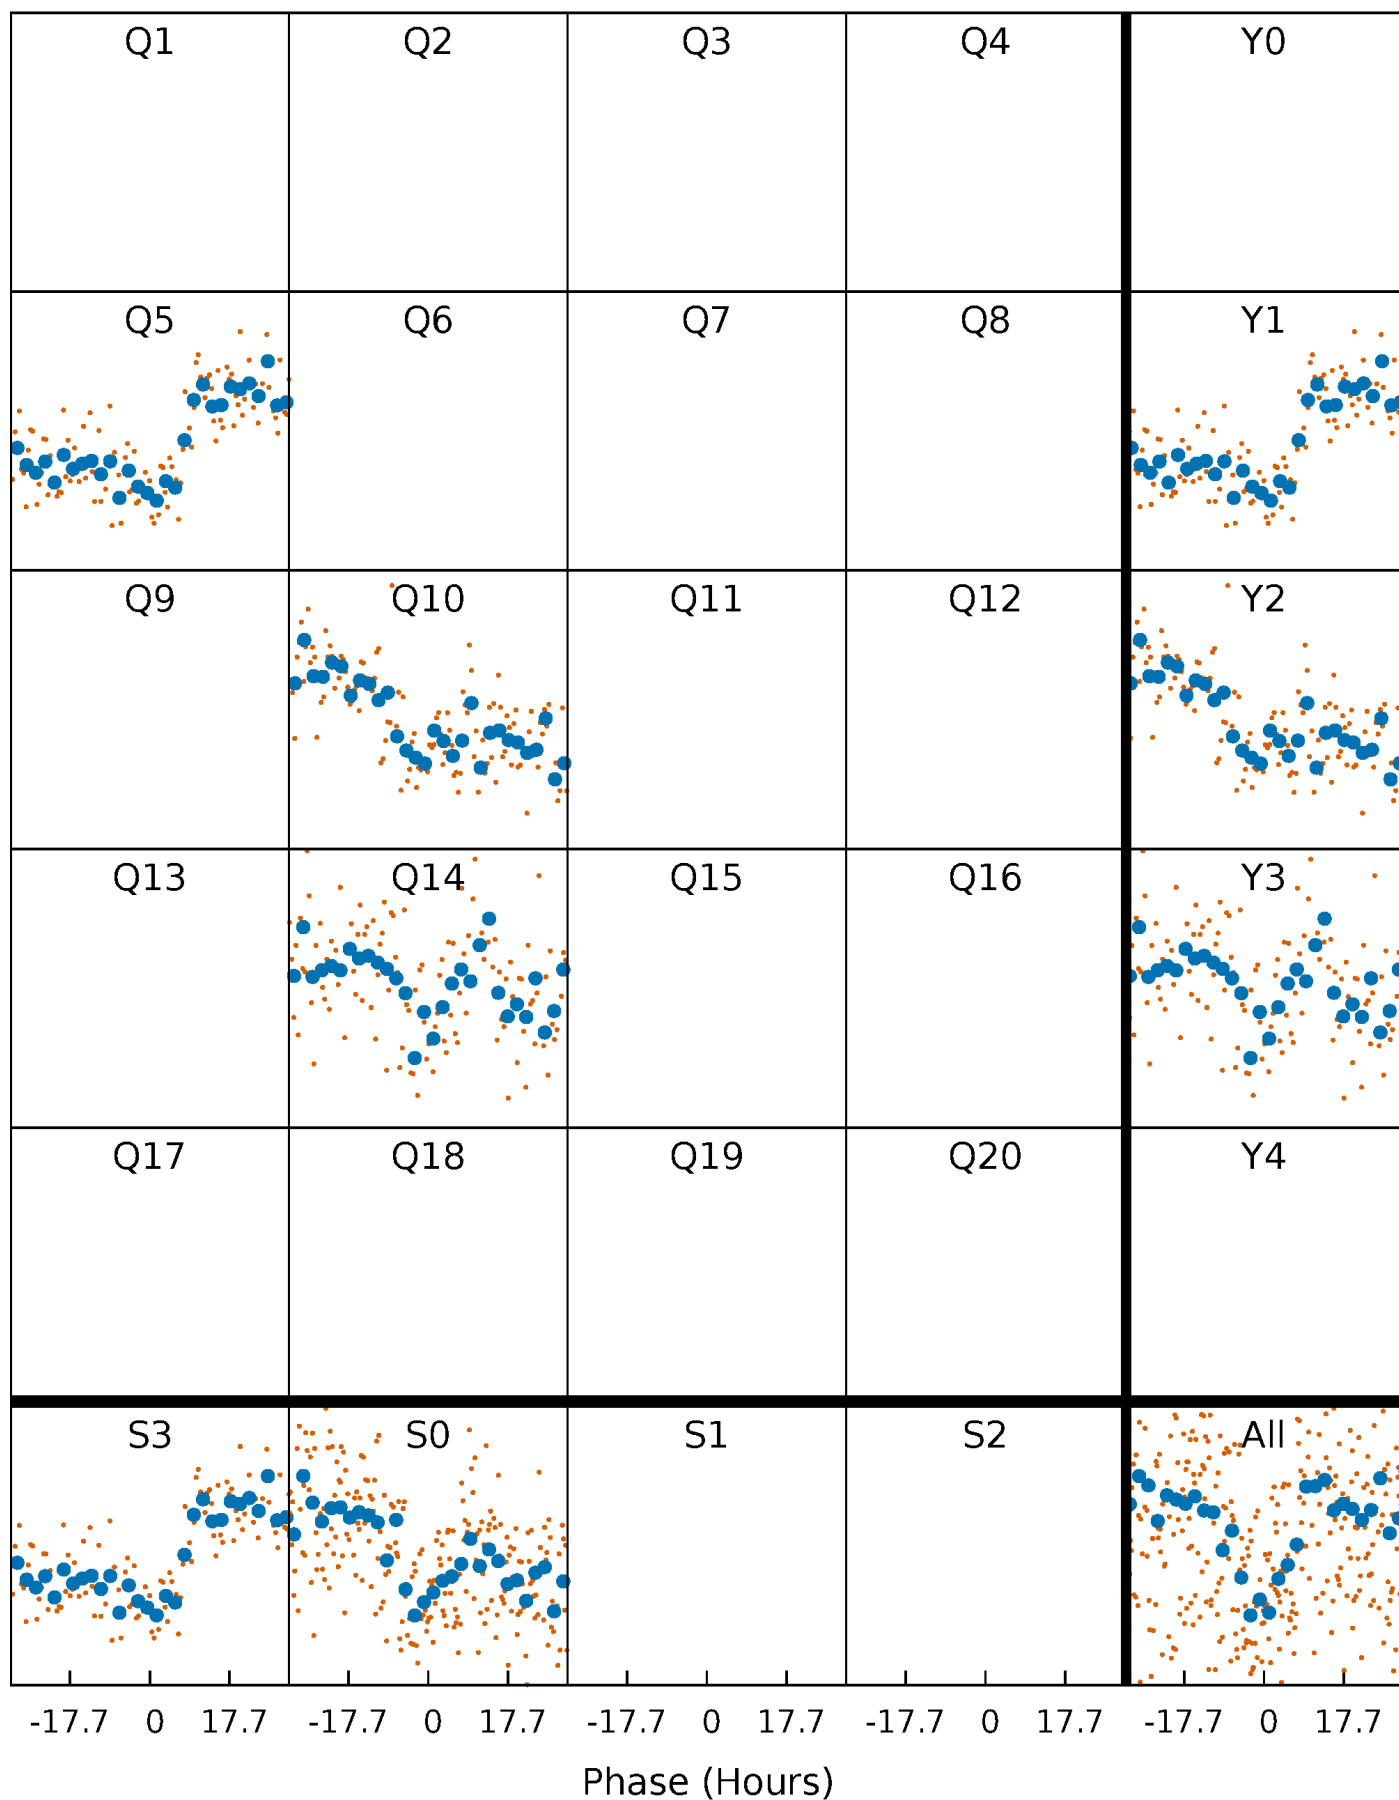 Q1 Q2 Q3 Q4 Y0
Q5 Q6 Q7 Q8 Y1
Q9 Q10 Q11 Q12 Y2
Q13 Q14 Q15 Q16 Y3
Q17 Q18 Q19 Q20 Y4
S3 S0 S1 S2 All
-17.7 0 17.7 -17.7 0 17.7 -17.7 0 17.7 -17.7 0 17.7 -17.7 0 17.7
Phase (Hours)